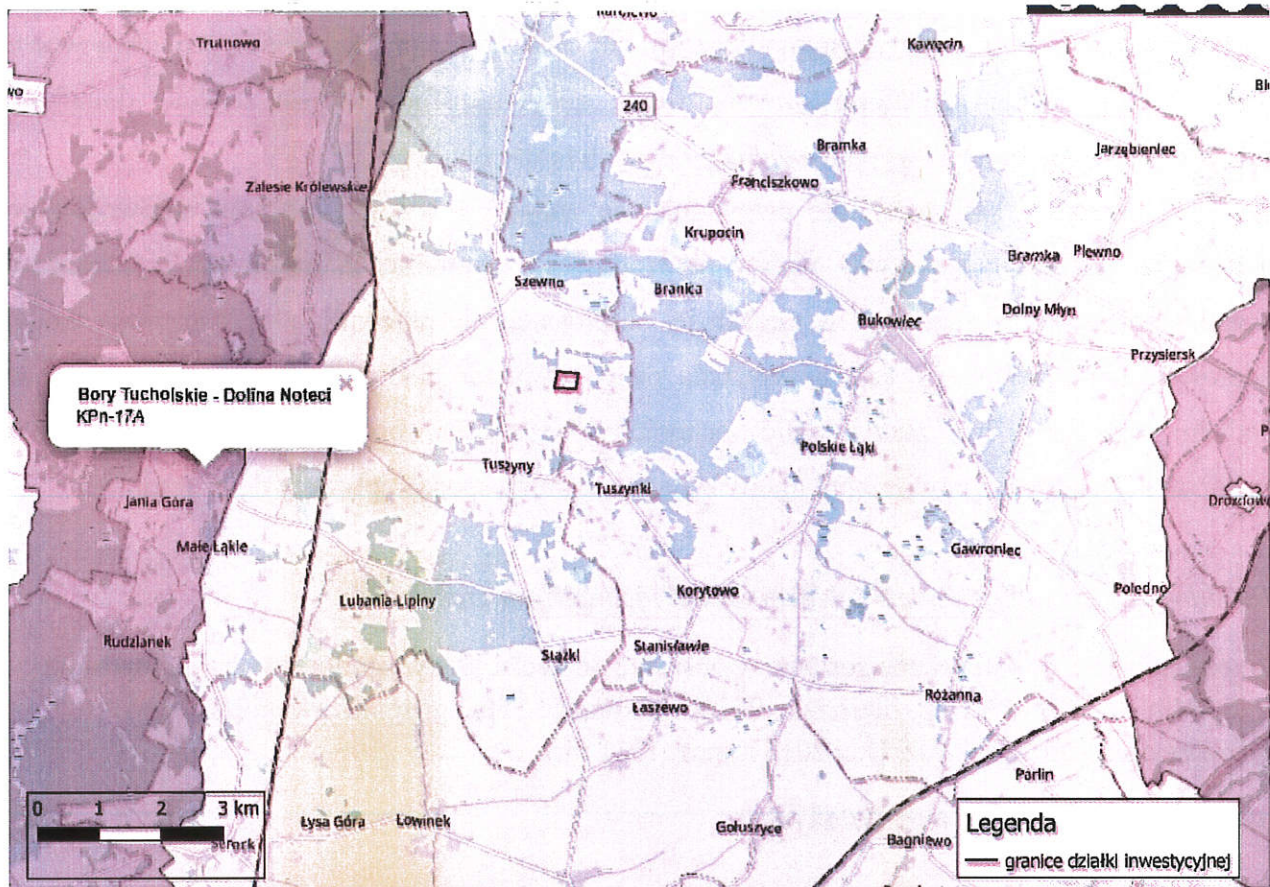 Trutnowo
Kawęcin
240
Bramka
Jarzębieniec
Franciszkowo
Zalesie Królewskie
Krupocin
Bramka
Plewno
Szewno
Branica
Dolny Młyn
Bukowiec
Przysiersk
Bory Tucholskie - Dolina Noteci
KPn-17A
Polskie Łąki
Tuszyny
Tuszynki
Jania Góra
Małe Łąkie
Gawroniec
Korytowo
Poledno
Lubania-Lipiny
Rudzianek
Stążki
Stanisławie
Różanna
Łaszewo
Parlin
0 1 2 3 km
Łysa Góra
Lowinek
Gołuszyce
Bagniewo
Legenda
granice działki inwestycyjnej